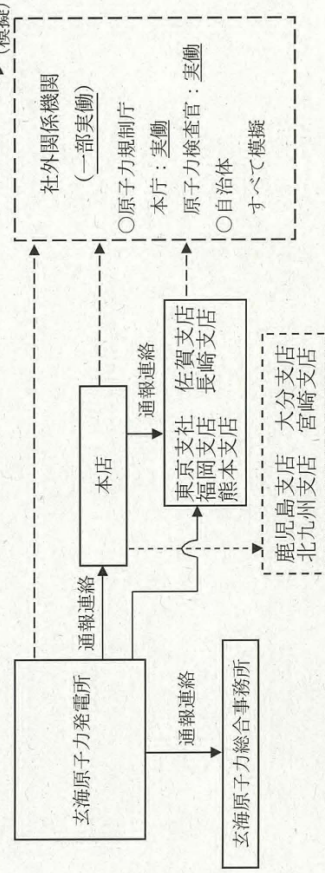 (模擬)
玄海原子力発電所
通報連絡
本店
通報連絡
通報連絡
玄海原子力総合事務所
東京支社 佐賀支店
福岡支店 長崎支店
熊本支店
鹿児島支店 大分支店
北九州支店 宮崎支店
社外関係機関
(一部実働)
○原子力規制庁
本庁:実働
原子力検査官:実働
○自治体
すべて模擬